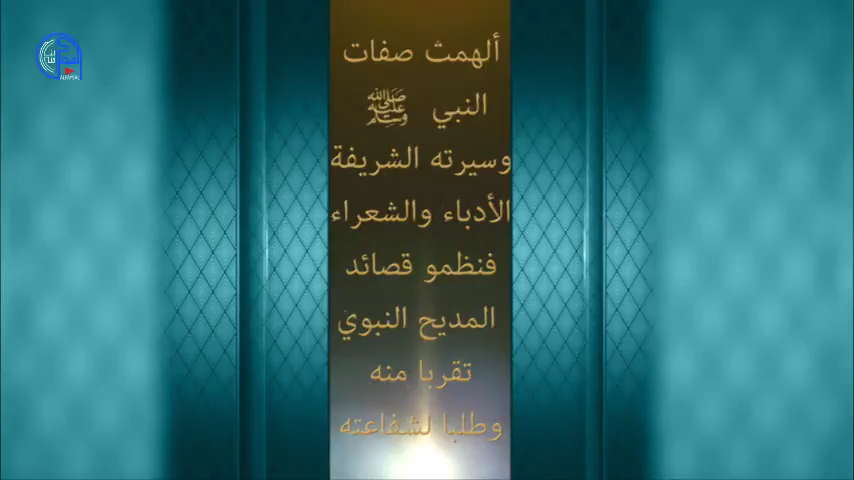 ألهمت صفات
النبي ﷺ
وسيرته الشريفة
الأدباء والشعراء
فنظمو قصائد
المديح النبوي
تقربا منه
وطلبا لشفاعته